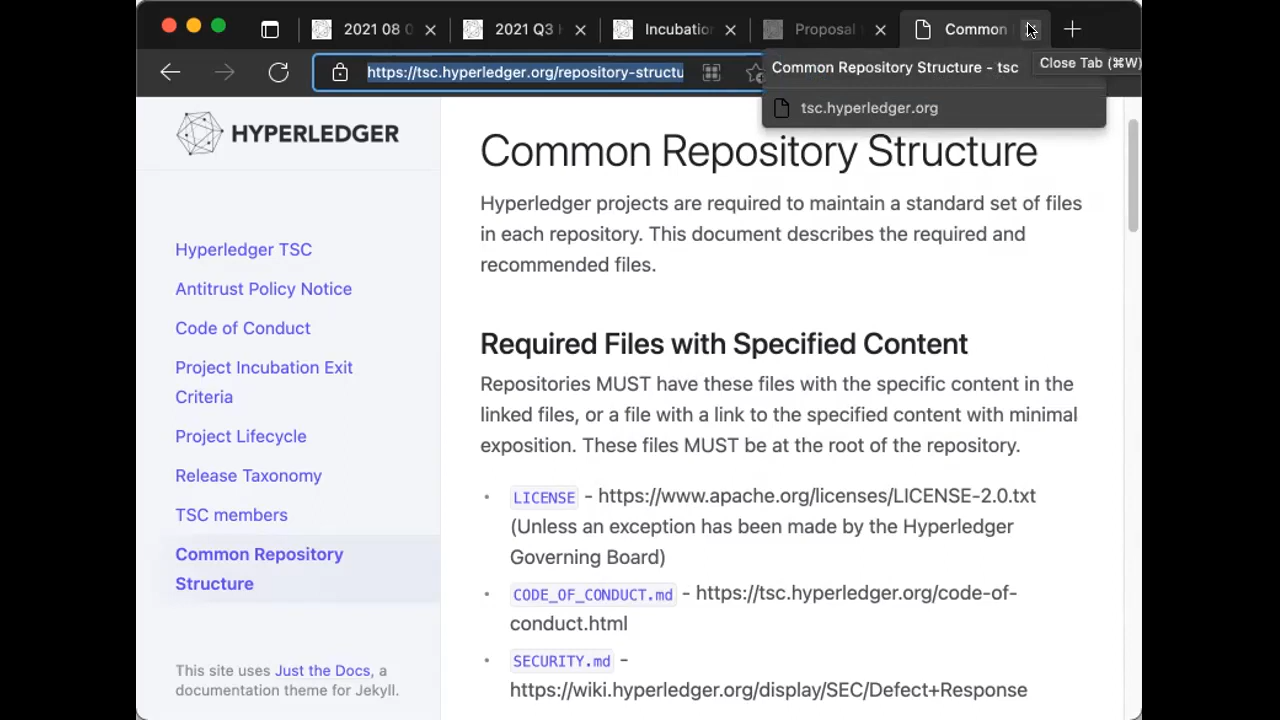 2021 08 0
2021 Q3
Incubation
Proposal
Common
https://tsc.hyperledger.org/repository-structu
Common Repository Structure - tsc
Close Tab (⌘W)
tsc.hyperledger.org
HYPERLEDGER
Hyperledger TSC
Antitrust Policy Notice
Code of Conduct
Project Incubation Exit
Criteria
Project Lifecycle
Release Taxonomy
TSC members
Common Repository
Structure
This site uses Just the Docs, a
documentation theme for Jekyll.
Common Repository Structure
Hyperledger projects are required to maintain a standard set of files
in each repository. This document describes the required and
recommended files.
Required Files with Specified Content
Repositories MUST have these files with the specific content in the
linked files, or a file with a link to the specified content with minimal
exposition. These files MUST be at the root of the repository.
LICENSE - https://www.apache.org/licenses/LICENSE-2.0.txt
(Unless an exception has been made by the Hyperledger
Governing Board)
CODE_OF_CONDUCT.md - https://tsc.hyperledger.org/code-of-
conduct.html
SECURITY.md -
https://wiki.hyperledger.org/display/SEC/Defect+Response